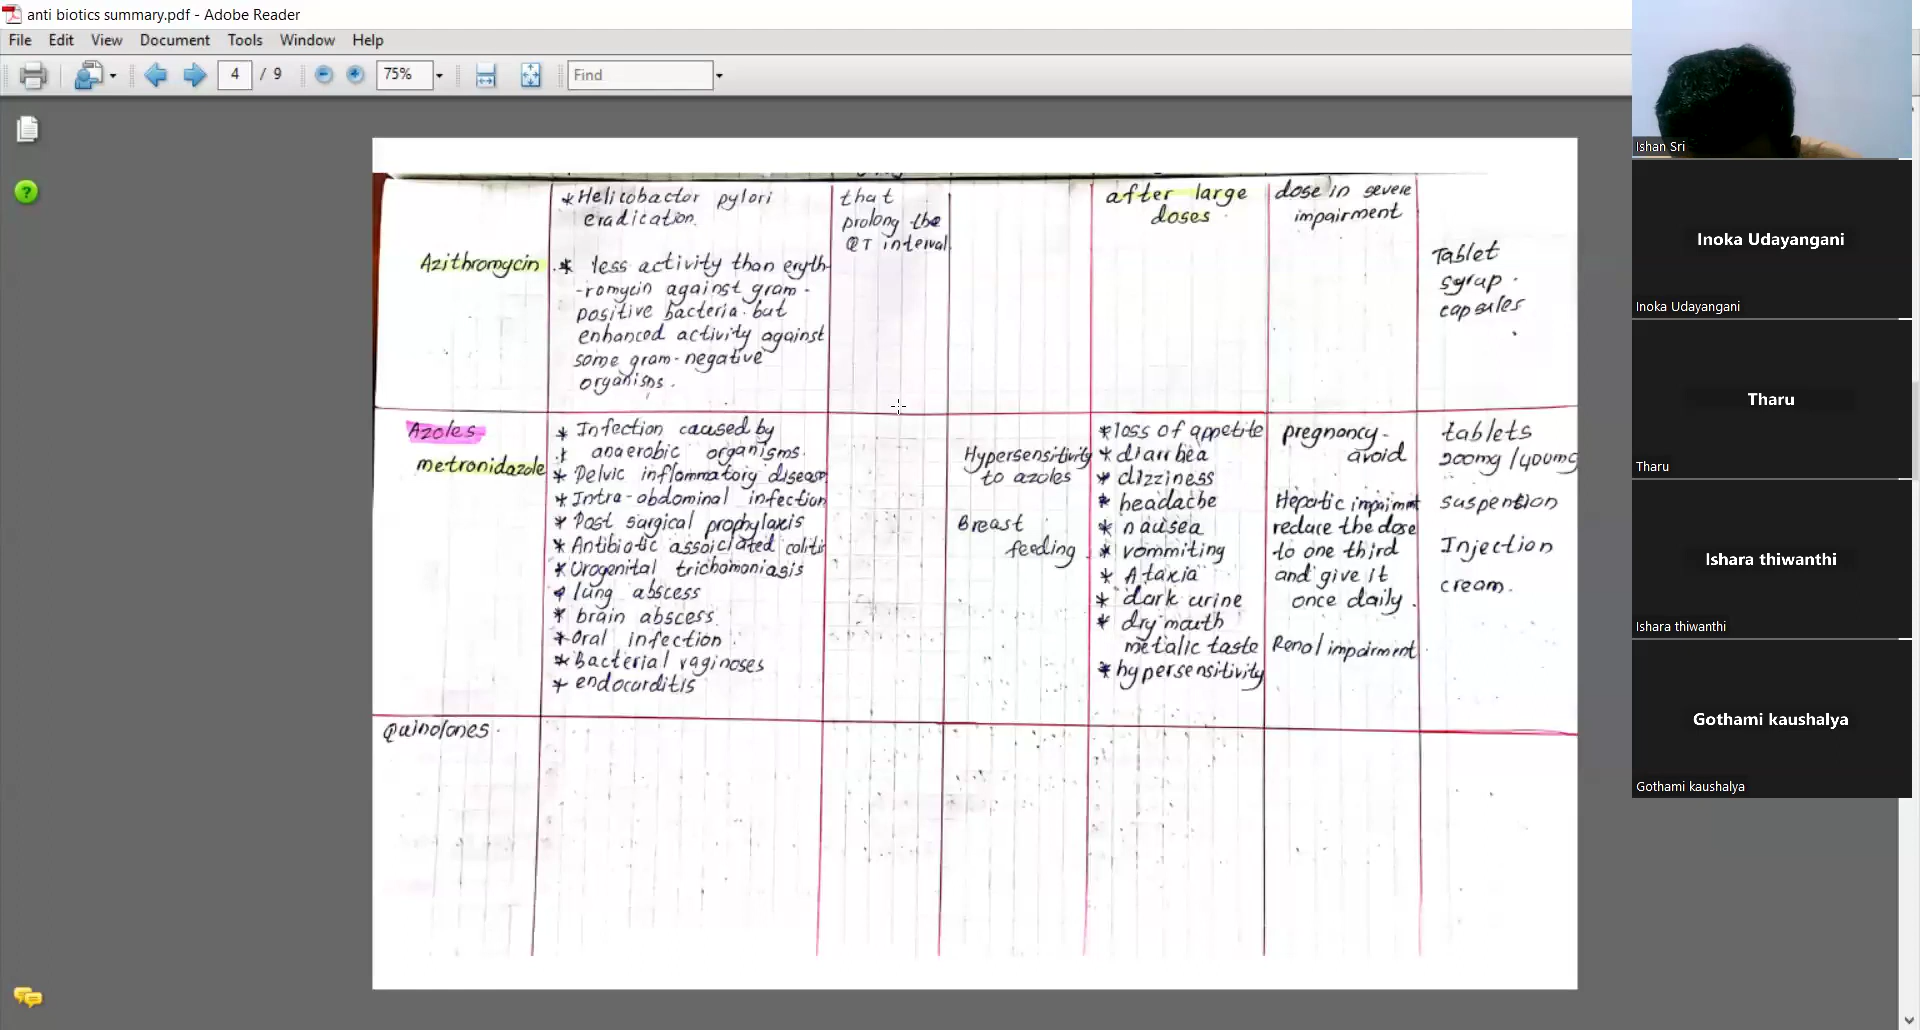 anti biotics summary.pdf - Adobe Reader
File Edit View Document Tools Window Help
4 / 9 75% Find
*Helicobactor pylori
eradication.
that
prolong the
QT interval
after large
doses.
dose in severe
impairment
Azithromycin
* less activity than eryth-
-romycin against gram-
positive bacteria. but
enhanced activity against
some gram-negative
organisms.
Tablet
syrup.
capsules
Azoles
metronidazole
* Infection caused by
anaerobic organisms.
* Pelvic inflammatory disease
* Intra-abdominal infection
* Post surgical prophylaxis
* Antibiotic assoiciated colitis
* Urogenital trichomoniasis
* lung abscess
* brain abscess.
* oral infection
* bacterial vaginoses
* endocarditis
Hypersensitivity
to azoles
Breast
feeding
* loss of appetite
* diarrhea
* dizziness
* headache
* nausea
* vommiting
* Ataxia
* dark urine
* dry mouth
metalic taste
* hypersensitivity
pregnancy-
avoid
Hepatic impairmt
reduce the dose
to one third
and give it
once daily.
Renal impairment
tablets
200mg /400mg
suspention
Injection
cream.
Quinolones.
Ishan Sri
Inoka Udayangani
Inoka Udayangani
Tharu
Tharu
Ishara thiwanthi
Ishara thiwanthi
Gothami kaushalya
Gothami kaushalya